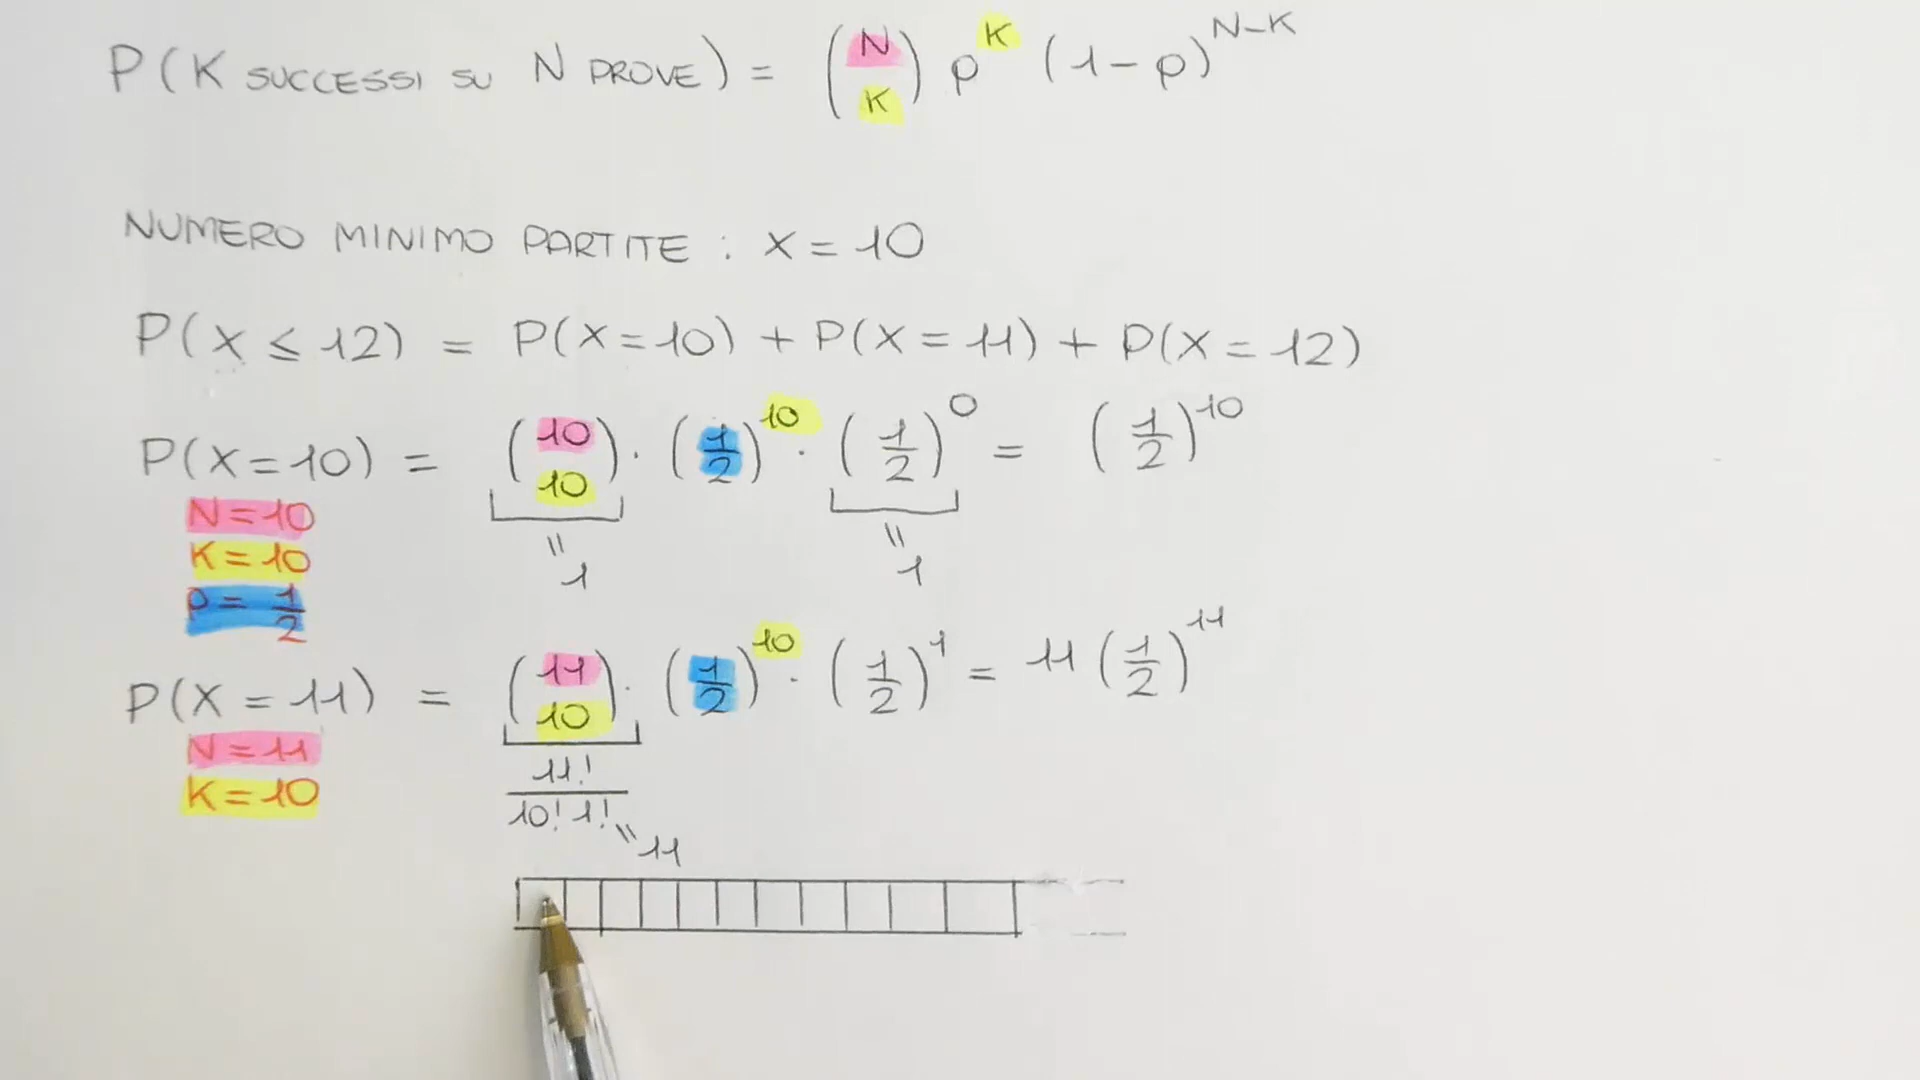 P(K SUCCESSI SU N PROVE) = (N K) p^K (1-p)^N-K
NUMERO MINIMO PARTITE : X = 10
P(X ≤ 12) = P(X=10) + P(X=11) + P(X=12)
P(X=10) = (10 10) · (1/2)^10 · (1/2)^0 = (1/2)^10
N=10
K=10
P=1/2
" 1
" 1
P(X=11) = (11 10) · (1/2)^10 · (1/2)^1 = 11 (1/2)^11
N=11
K=10
11!
10! 1!
" 11